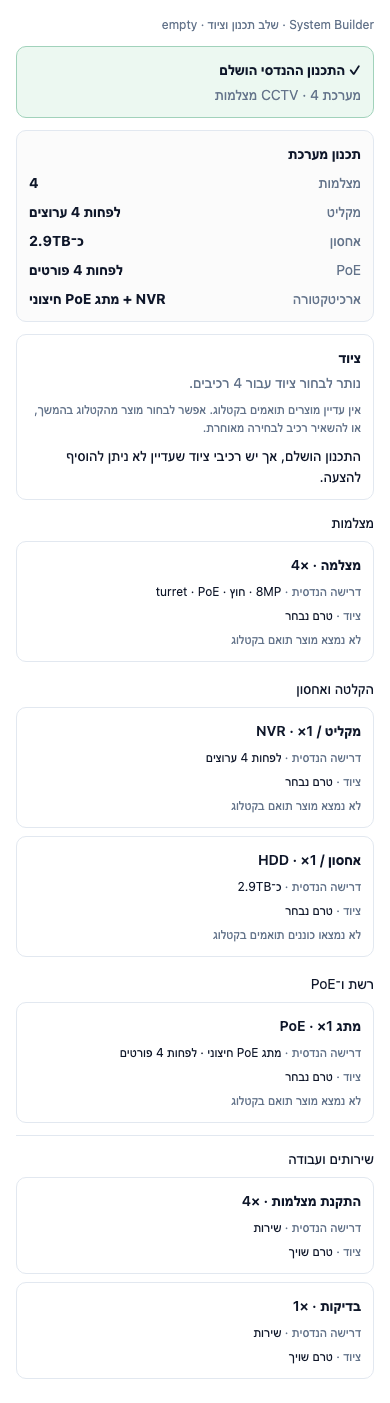 System Builder · שלב תכנון וציוד · empty
✓ התכנון ההנדסי הושלם
מערכת CCTV · 4 מצלמות
תכנון מערכת
מצלמות 4
מקליט לפחות 4 ערוצים
אחסון כ־2.9TB
PoE לפחות 4 פורטים
ארכיטקטורה NVR + מתג PoE חיצוני
ציוד
נותר לבחור ציוד עבור 4 רכיבים.
אין עדיין מוצרים תואמים בקטלוג. אפשר לבחור מוצר מהקטלוג בהמשך,
או להשאיר רכיב לבחירה מאוחרת.
התכנון הושלם, אך יש רכיבי ציוד שעדיין לא ניתן להוסיף
להצעה.
מצלמות
מצלמה · ×4
דרישה הנדסית · 8MP · חוץ · turret · PoE
ציוד · טרם נבחר
לא נמצא מוצר תואם בקטלוג
הקלטה ואחסון
מקליט / NVR · ×1
דרישה הנדסית · לפחות 4 ערוצים
ציוד · טרם נבחר
לא נמצא מוצר תואם בקטלוג
אחסון / HDD · ×1
דרישה הנדסית · כ־2.9TB
ציוד · טרם נבחר
לא נמצאו כוננים תואמים בקטלוג
רשת ו־PoE
מתג PoE · ×1
דרישה הנדסית · מתג PoE חיצוני · לפחות 4 פורטים
ציוד · טרם נבחר
לא נמצא מוצר תואם בקטלוג
שירותים ועבודה
התקנת מצלמות · ×4
דרישה הנדסית · שירות
ציוד · טרם שויך
בדיקות · ×1
דרישה הנדסית · שירות
ציוד · טרם שויך